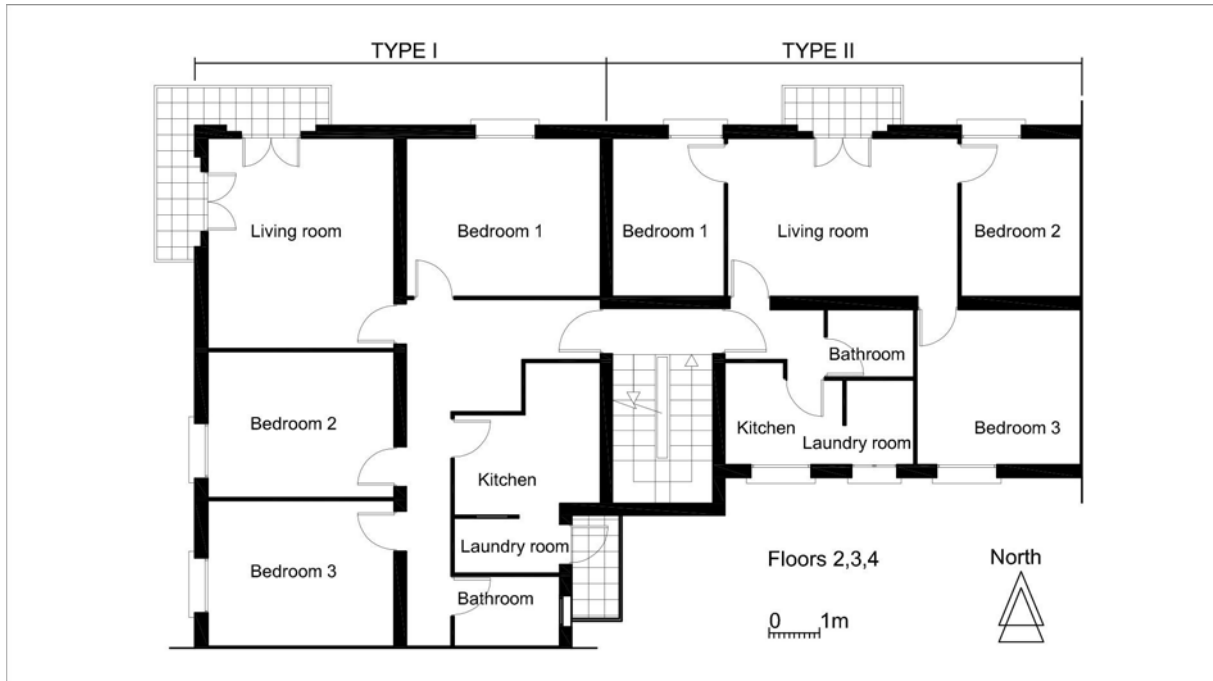 TYPE I
TYPE II
Living room
Bedroom 1
Bedroom 1
Living room
Bedroom 2
Bathroom
Bedroom 2
Kitchen
Laundry room
Bedroom 3
Kitchen
Laundry room
Bedroom 3
Bathroom
Floors 2,3,4
North
0 1m